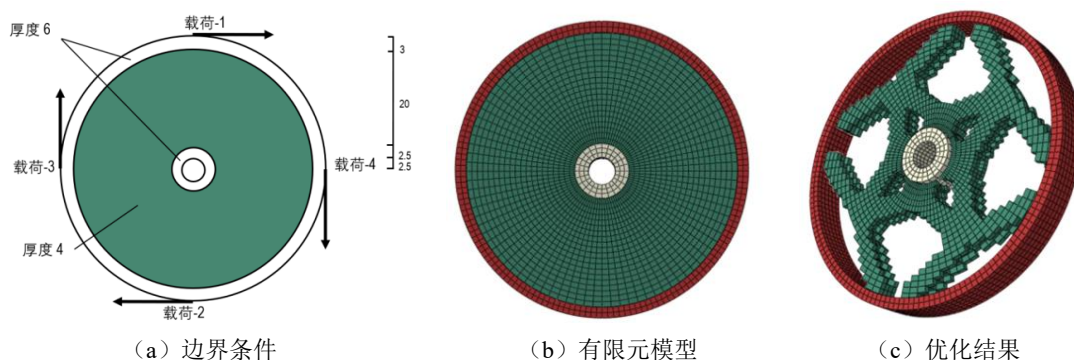 载荷-1
厚度 6
3
20
载荷-3
载荷-4
2.5
2.5
厚度 4
载荷-2
（a）边界条件
（b）有限元模型
（c）优化结果